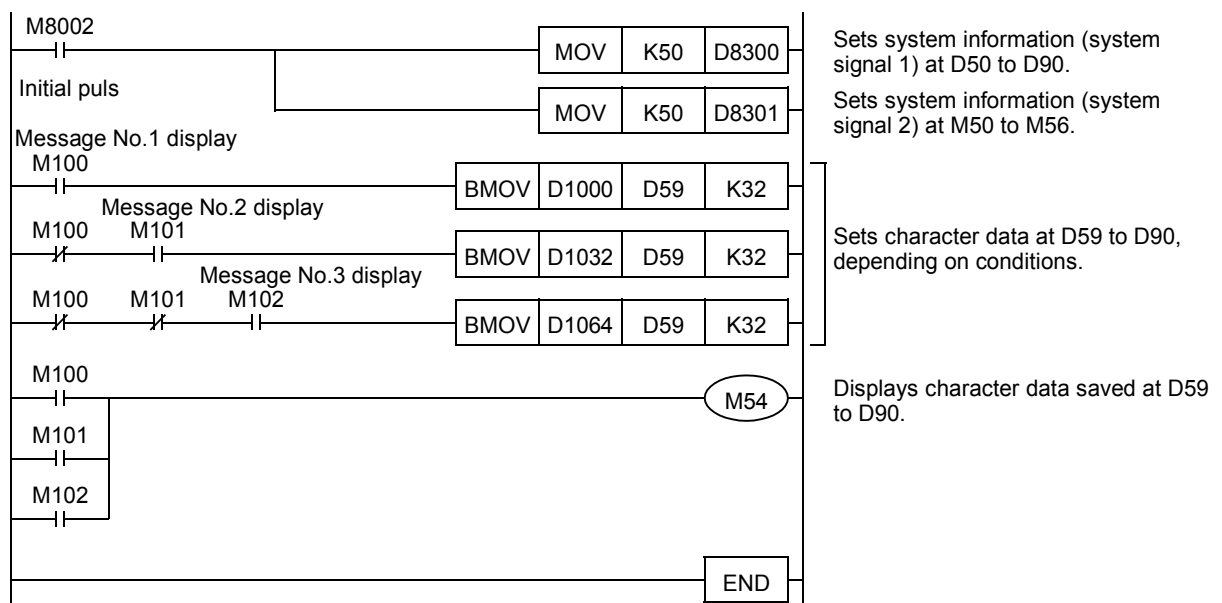 M8002
MOV K50 D8300
Sets system information (system
signal 1) at D50 to D90.
Initial puls
MOV K50 D8301
Sets system information (system
signal 2) at M50 to M56.
Message No.1 display
M100
BMOV D1000 D59 K32
Message No.2 display
M100 M101
BMOV D1032 D59 K32
Sets character data at D59 to D90,
depending on conditions.
Message No.3 display
M100 M101 M102
BMOV D1064 D59 K32
M100
M54
Displays character data saved at D59
to D90.
M101
M102
END